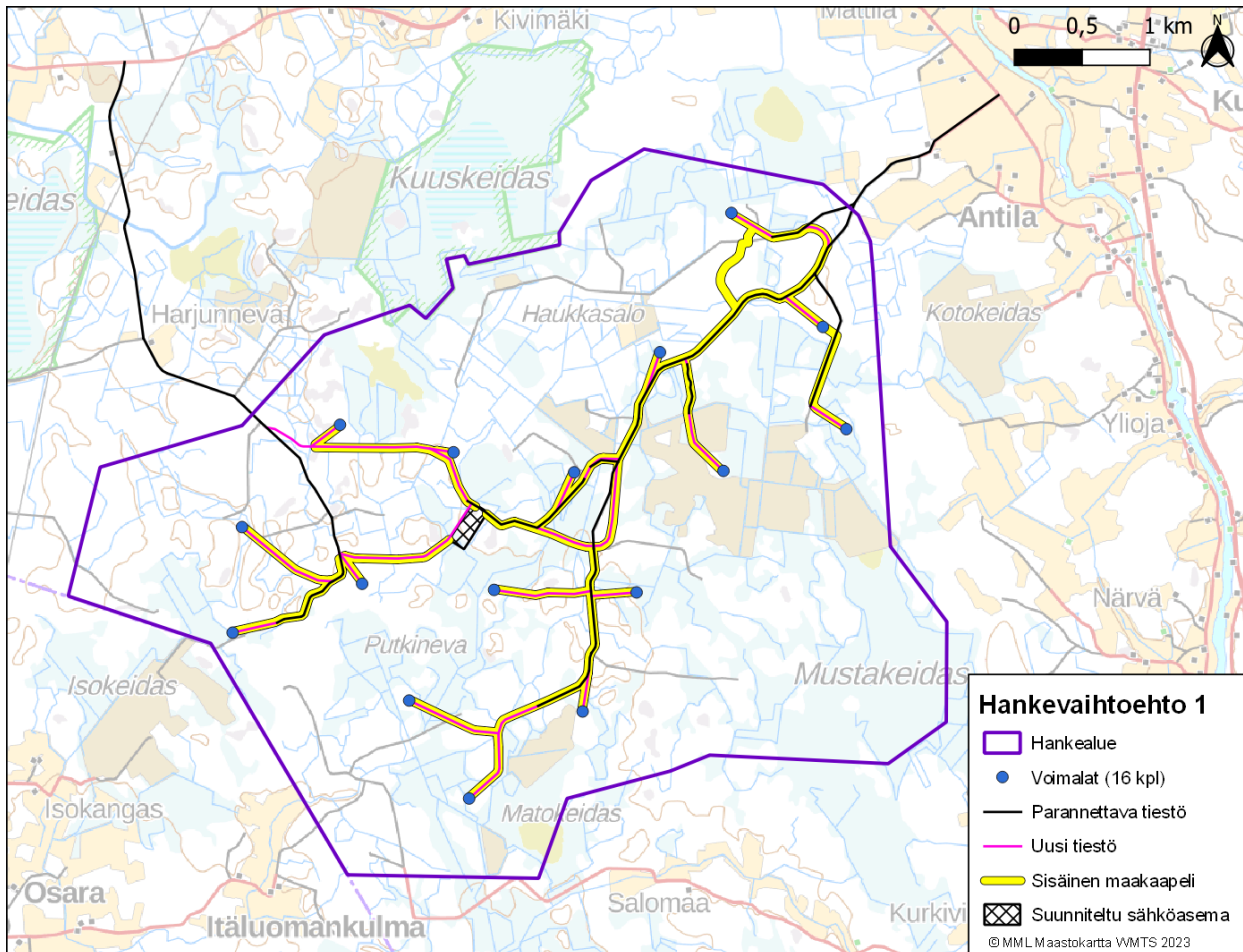 Kivimäki
Mattila
0 0,5 1 km
N
Kuuskeidas
eidas
Antila
Harjunneva
Haukkasalo
Kotokeidas
Ylioja
Närvä
Putkineva
Mustakeidas
Isokeidas
Isokangas
Matokeidas
Osara
Itäluomankulma
Salomaa
Kurkivi
Hankevaihtoehto 1
Hankealue
Voimalat (16 kpl)
Parannettava tiestö
Uusi tiestö
Sisäinen maakaapeli
Suunniteltu sähköasema
© MML Maastokartta WMTS 2023